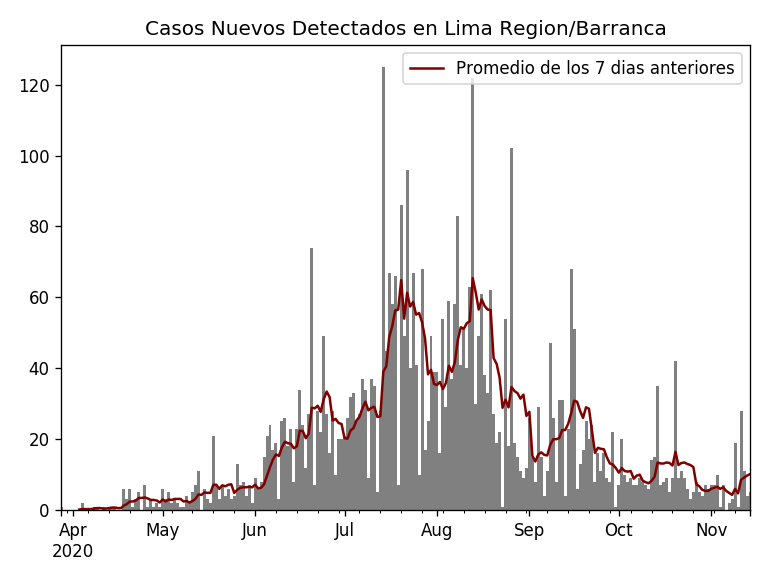 Casos Nuevos Detectados en Lima Region/Barranca
Promedio de los 7 dias anteriores
120
100
80
60
40
20
0
Apr May Jun Jul Aug Sep Oct Nov
2020